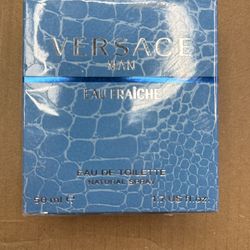 VERSACE
MAN
EAU FRAÎCHE
EAU DE TOILETTE
NATURAL SPRAY
50 ml ℮ 1.7 US fl. oz.